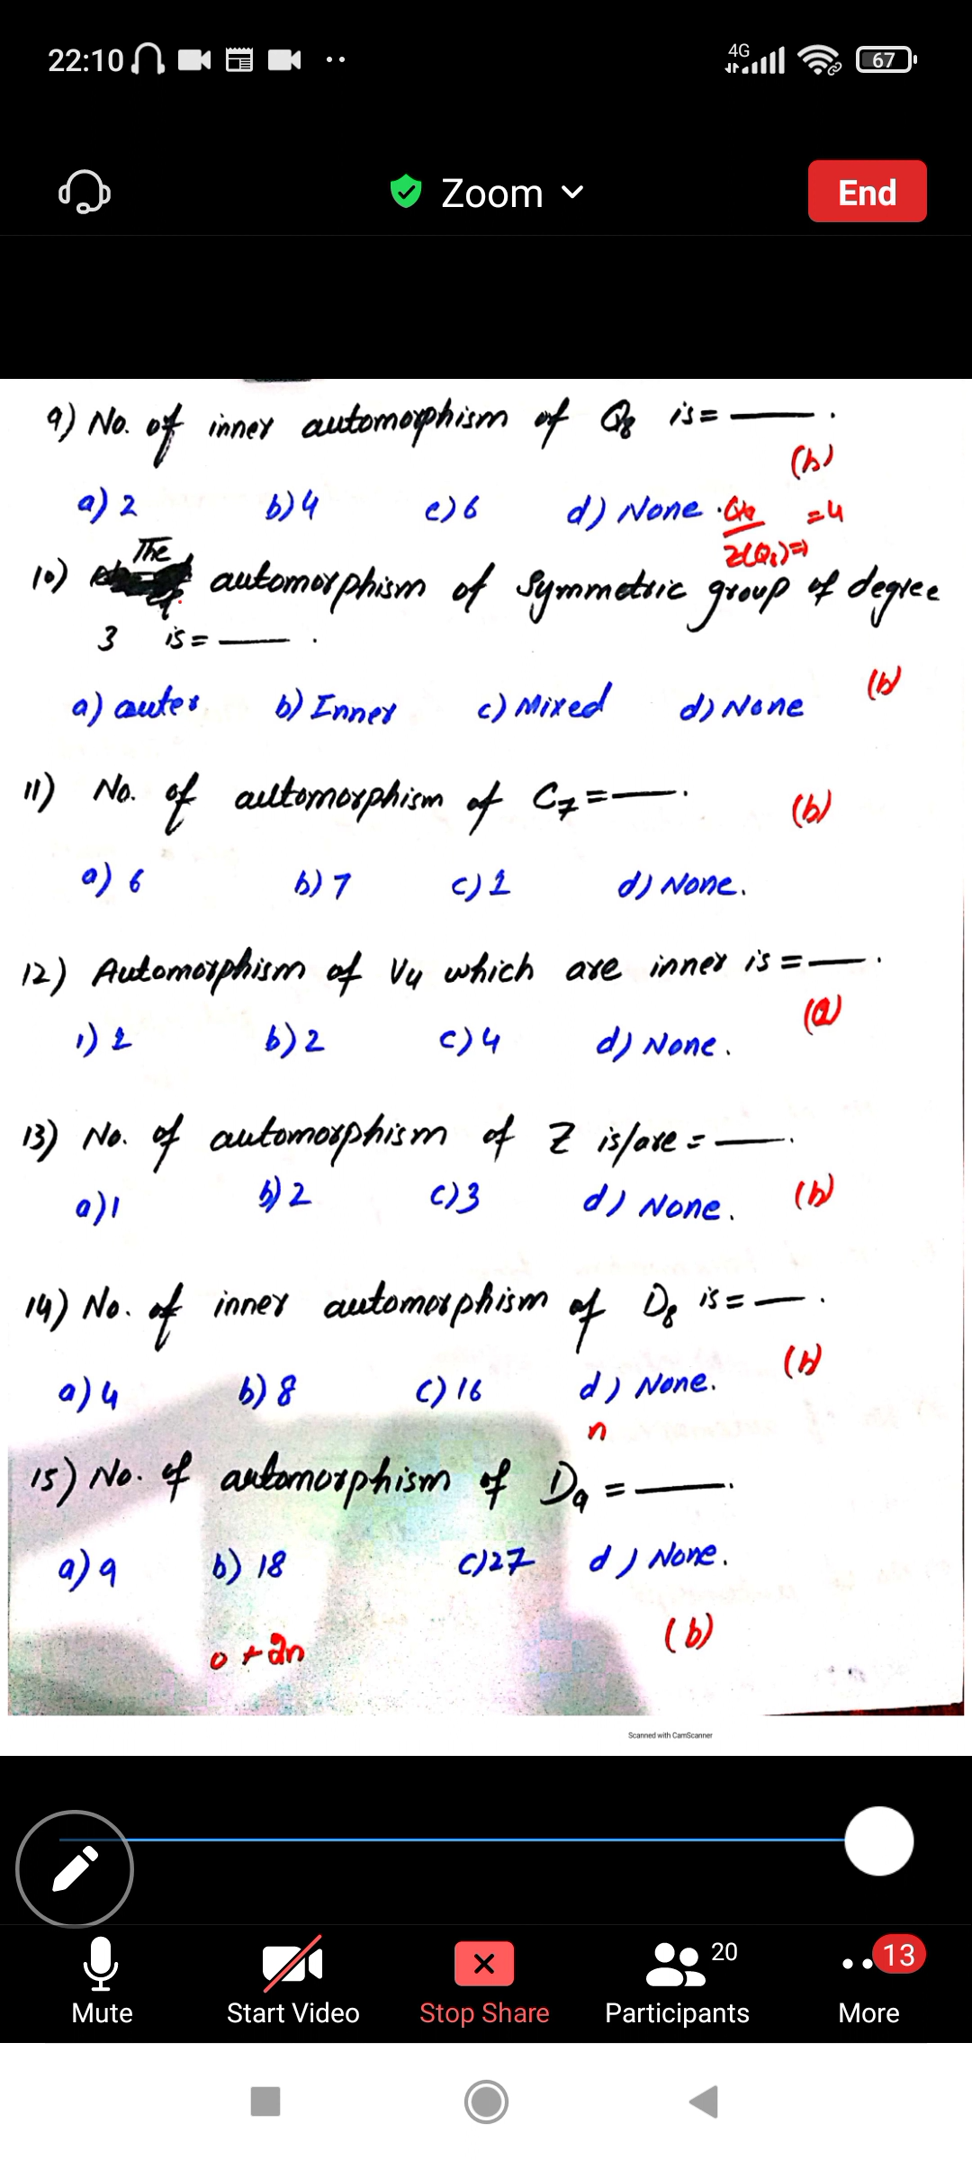 22:10
4G
67
Zoom
End
9) No. of inner automorphism of Q8 is = ___ .
(b)
a) 2 b) 4 c) 6 d) None . Q8/Z(Q8) => =4
10) The automorphism of symmetric group of degree
3 is = ___ .
a) outer b) Inner c) Mixed d) None (b)
11) No. of automorphism of C7 = ___ .
(b)
a) 6 b) 7 c) 1 d) None.
12) Automorphism of V4 which are inner is = ___ .
(a)
1) 1 b) 2 c) 4 d) None .
13) No. of automorphism of Z is/are = ___ .
a) 1 b) 2 c) 3 d) None . (b)
14) No. of inner automorphism of D8 is = ___ .
(b)
a) 4 b) 8 c) 16 d) None.
n
15) No. of automorphism of D9 = ___ .
a) 9 b) 18 c) 27 d) None.
(b)
0 + 2n
Scanned with CamScanner
20
13
Mute
Start Video
Stop Share
Participants
More